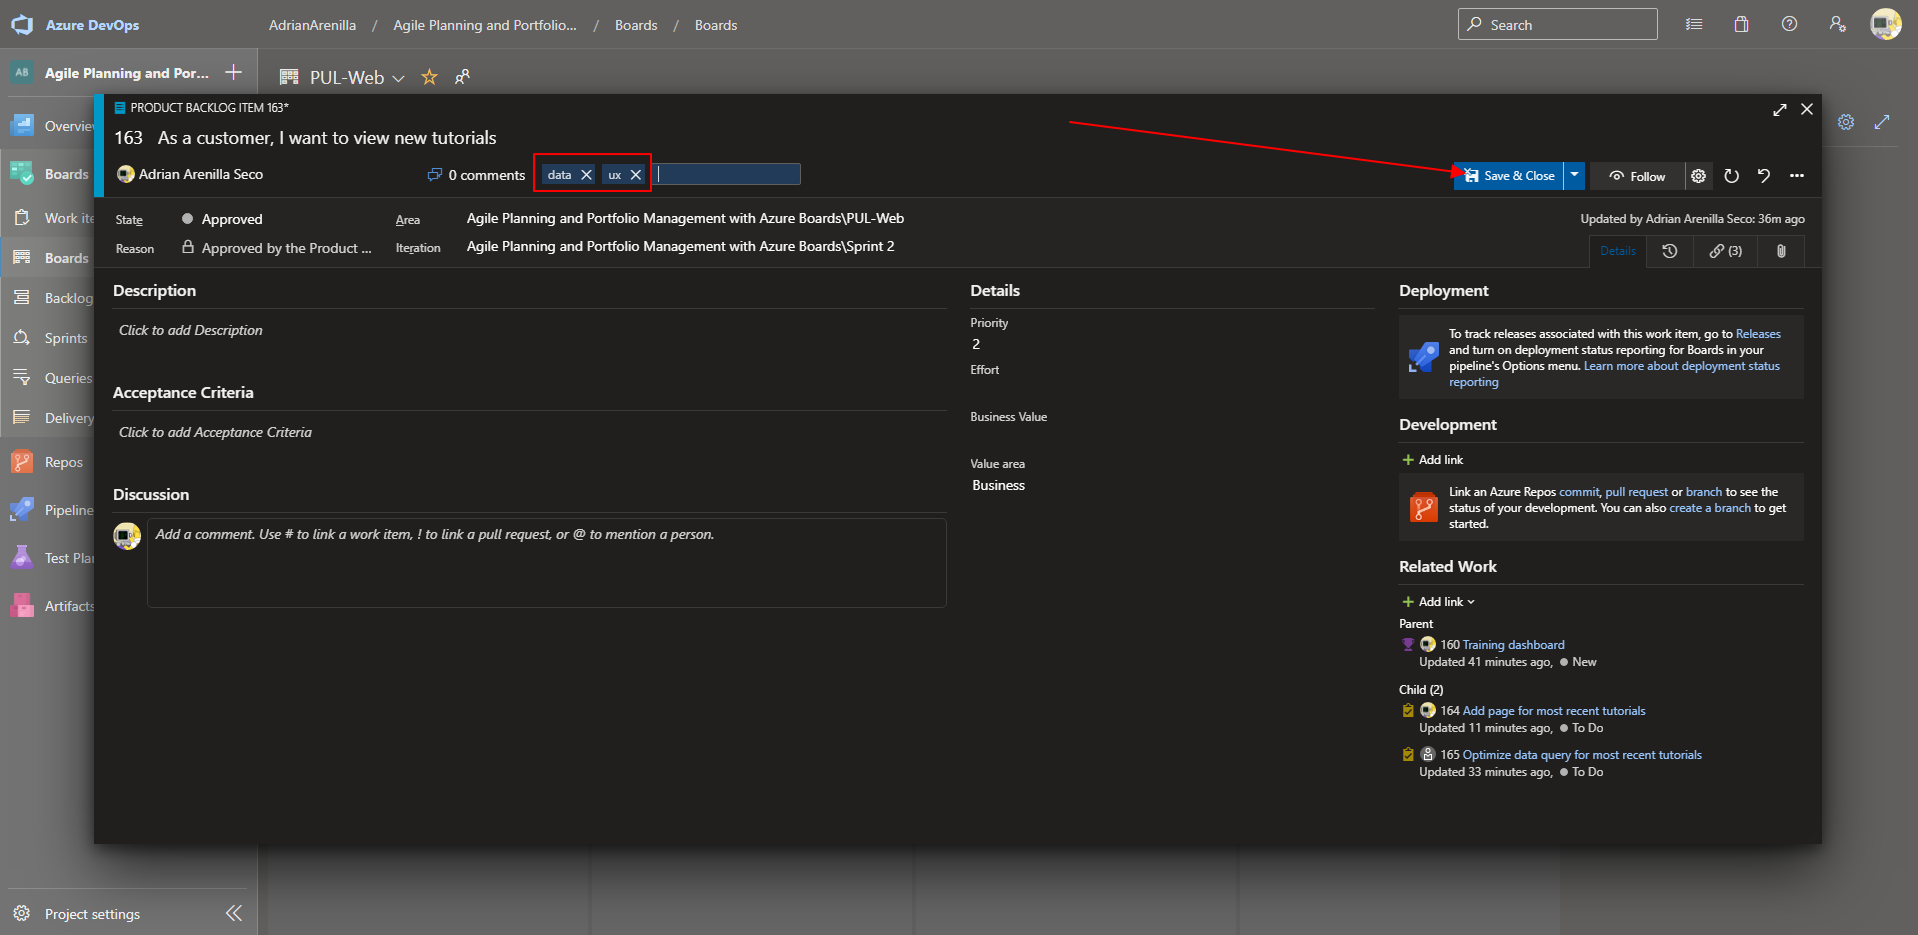 Azure DevOps
AdrianArenilla / Agile Planning and Portfolio... / Boards / Boards
Search
AB Agile Planning and Por...
PUL-Web
Overvie
Boards
Work ite
Boards
Backlog
Sprints
Queries
Delivery
Repos
Pipeline
Test Plan
Artifacts
Project settings
PRODUCT BACKLOG ITEM 163*
163 As a customer, I want to view new tutorials
Adrian Arenilla Seco
0 comments
data
ux
Save & Close
Follow
State
Approved
Area
Agile Planning and Portfolio Management with Azure Boards\PUL-Web
Updated by Adrian Arenilla Seco: 36m ago
Reason
Approved by the Product ...
Iteration
Agile Planning and Portfolio Management with Azure Boards\Sprint 2
Details
(3)
Description
Click to add Description
Acceptance Criteria
Click to add Acceptance Criteria
Discussion
Add a comment. Use # to link a work item, ! to link a pull request, or @ to mention a person.
Details
Priority
2
Effort
Business Value
Value area
Business
Deployment
To track releases associated with this work item, go to Releases
and turn on deployment status reporting for Boards in your
pipeline's Options menu. Learn more about deployment status
reporting
Development
Add link
Link an Azure Repos commit, pull request or branch to see the
status of your development. You can also create a branch to get
started.
Related Work
Add link
Parent
160 Training dashboard
Updated 41 minutes ago, New
Child (2)
164 Add page for most recent tutorials
Updated 11 minutes ago, To Do
165 Optimize data query for most recent tutorials
Updated 33 minutes ago, To Do